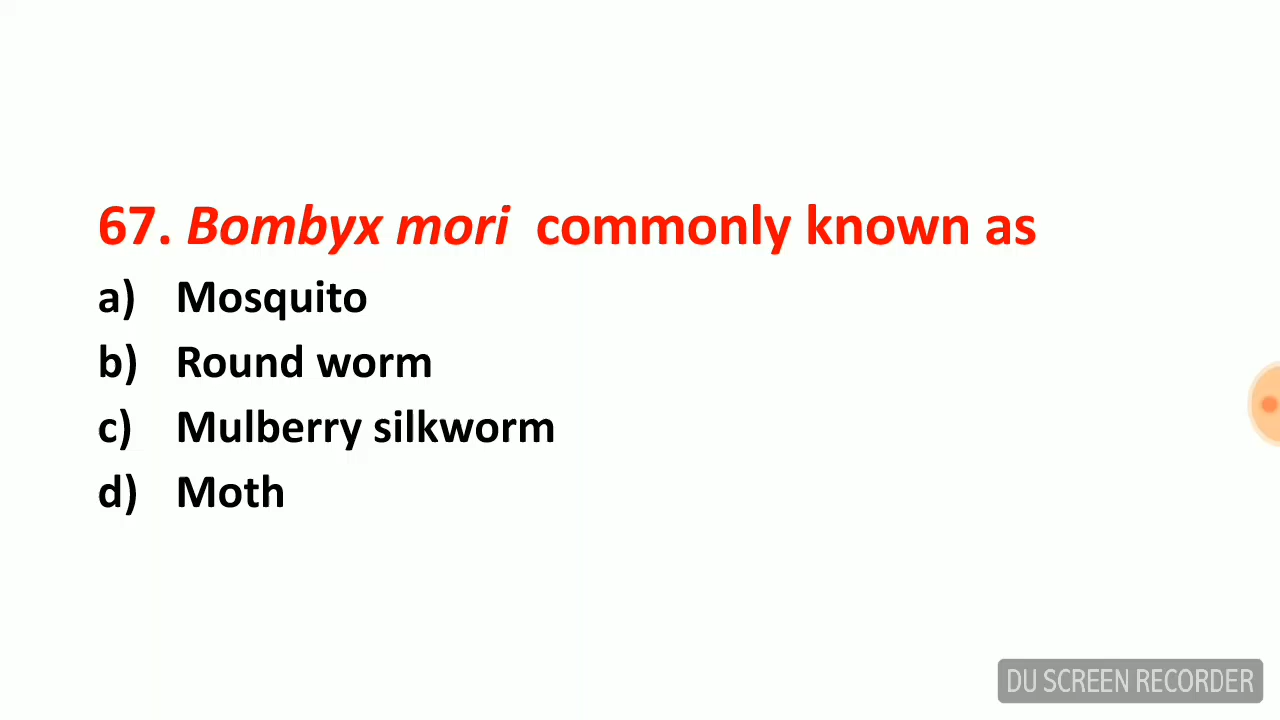 67. Bombyx mori commonly known as
a) Mosquito
b) Round worm
c) Mulberry silkworm
d) Moth
DU SCREEN RECORDER